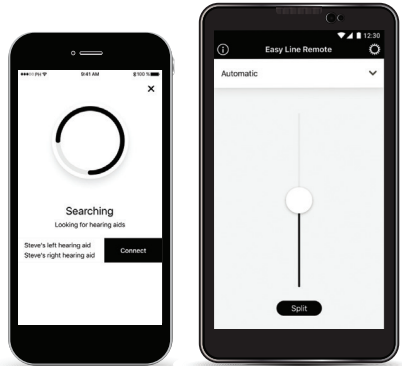 9:41 AM
100 %
×
Searching
Looking for hearing aids
Steve's left hearing aid
Steve's right hearing aid
Connect
12:30
Easy Line Remote
Automatic
Split